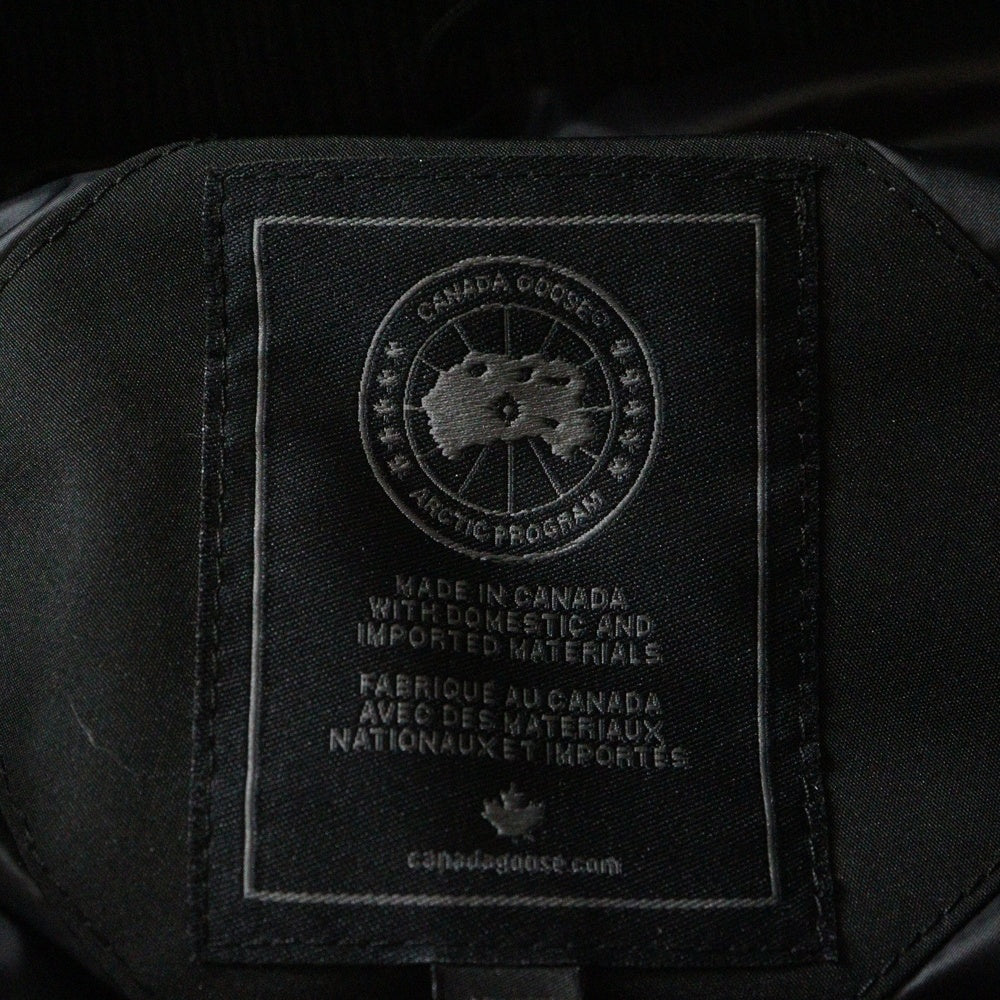 CANADA GOOSE
ARCTIC PROGRAM
MADE IN CANADA
WITH DOMESTIC AND
IMPORTED MATERIALS
FABRIQUÉ AU CANADA
AVEC DES MATÉRIAUX
NATIONAUX ET IMPORTÉS
canadagoose.com